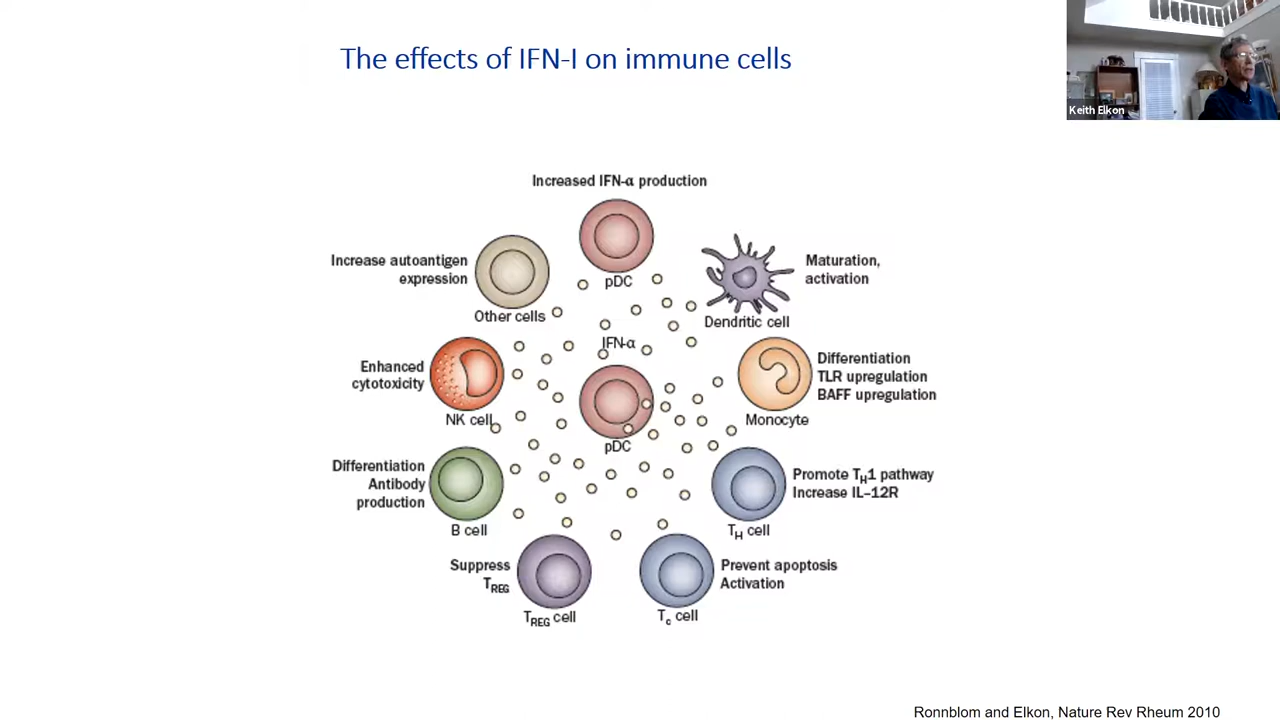 The effects of IFN-I on immune cells
Keith Elkon
Increased IFN-α production
pDC
Increase autoantigen
expression
Other cells
Maturation,
activation
Dendritic cell
IFN-α
pDC
Enhanced
cytotoxicity
NK cell
Differentiation
TLR upregulation
BAFF upregulation
Monocyte
Differentiation
Antibody
production
B cell
Promote TH1 pathway
Increase IL–12R
TH cell
Suppress
TREG
TREG cell
Prevent apoptosis
Activation
Tc cell
Ronnblom and Elkon, Nature Rev Rheum 2010